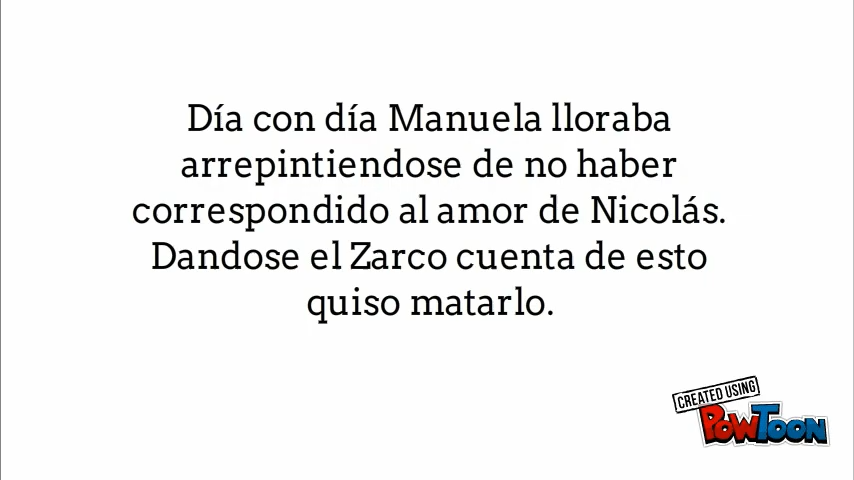 Día con día Manuela lloraba
arrepintiendose de no haber
correspondido al amor de Nicolás.
Dandose el Zarco cuenta de esto
quiso matarlo.
CREATED USING
POWTOON